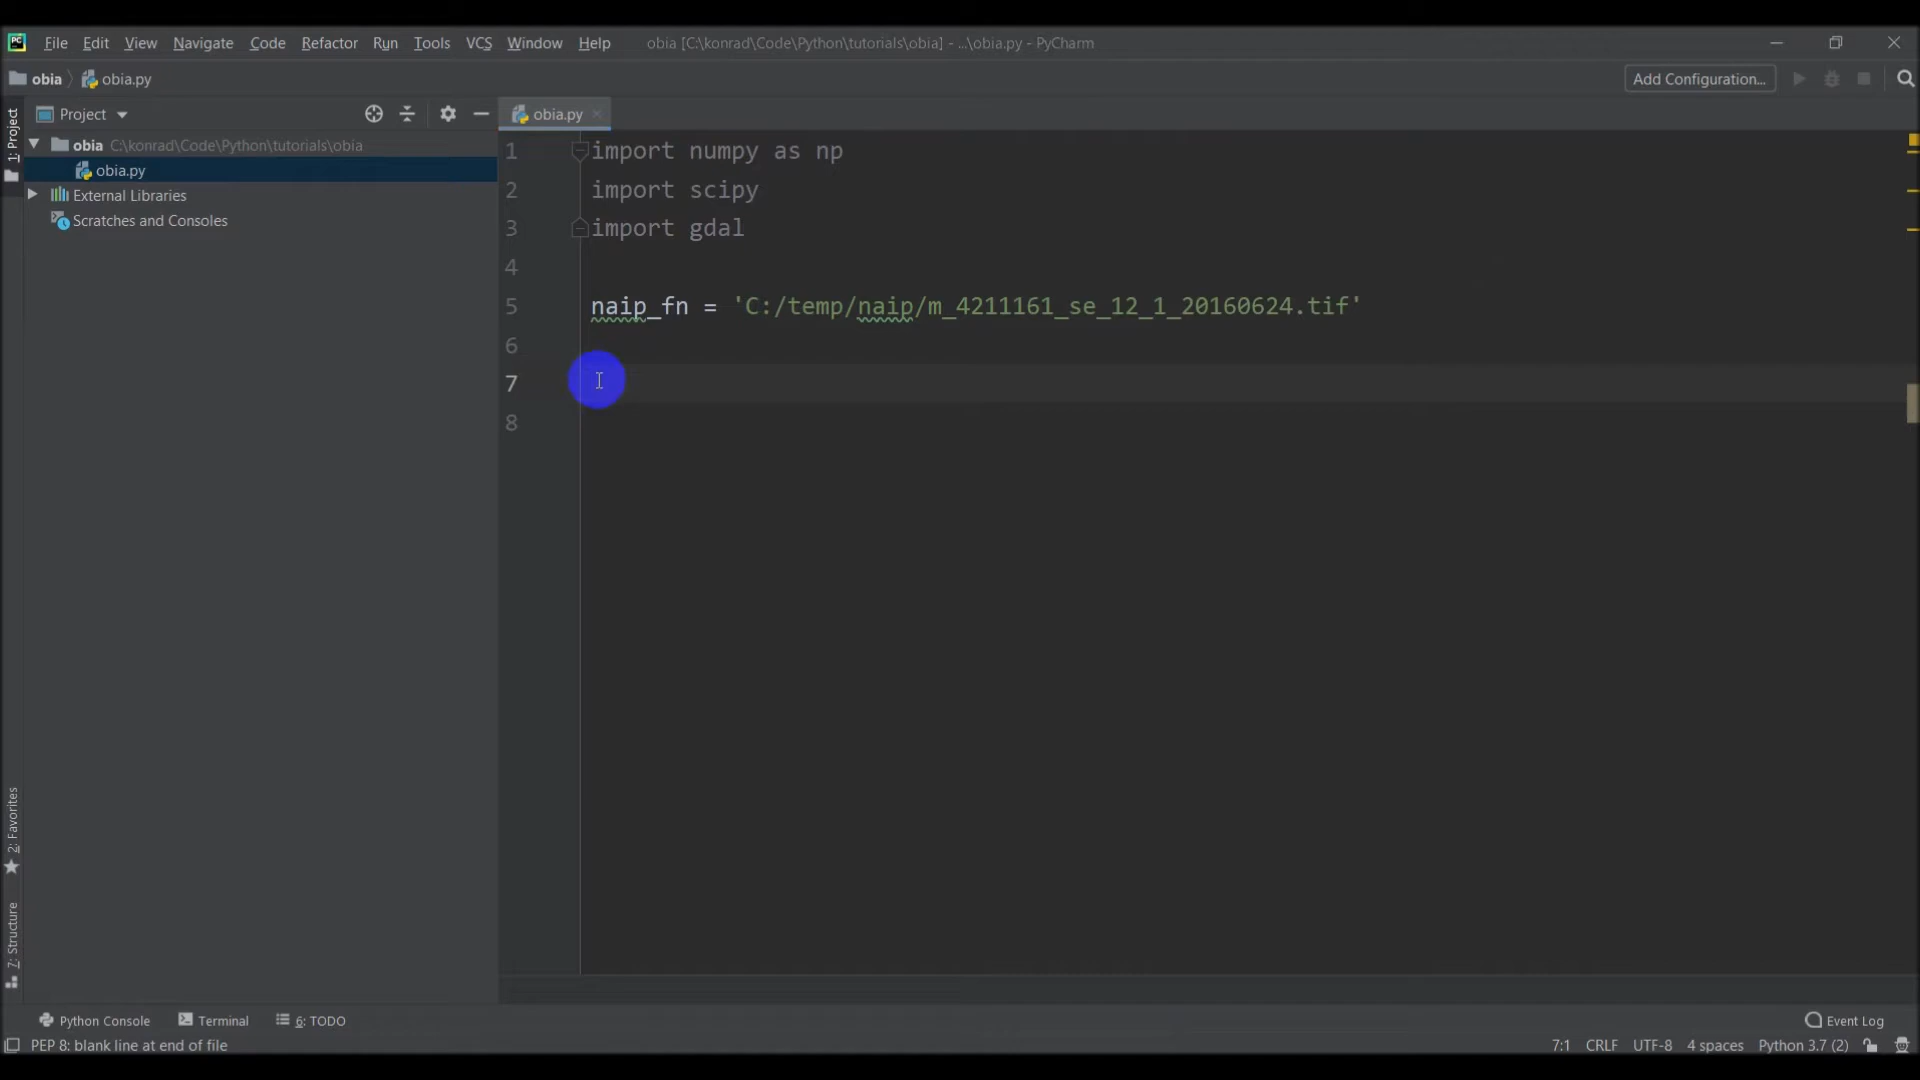 PC File Edit View Navigate Code Refactor Run Tools VCS Window Help obia [C:\konrad\Code\Python\tutorials\obia] - ...\obia.py - PyCharm
obia obia.py Add Configuration...
1: Project
Project
obia C:\konrad\Code\Python\tutorials\obia
obia.py
External Libraries
Scratches and Consoles
obia.py
1 import numpy as np
2 import scipy
3 import gdal
4
5 naip_fn = 'C:/temp/naip/m_4211161_se_12_1_20160624.tif'
6
7
8
2: Favorites
7: Structure
Python Console Terminal 6: TODO Event Log
PEP 8: blank line at end of file 7:1 CRLF UTF-8 4 spaces Python 3.7 (2)